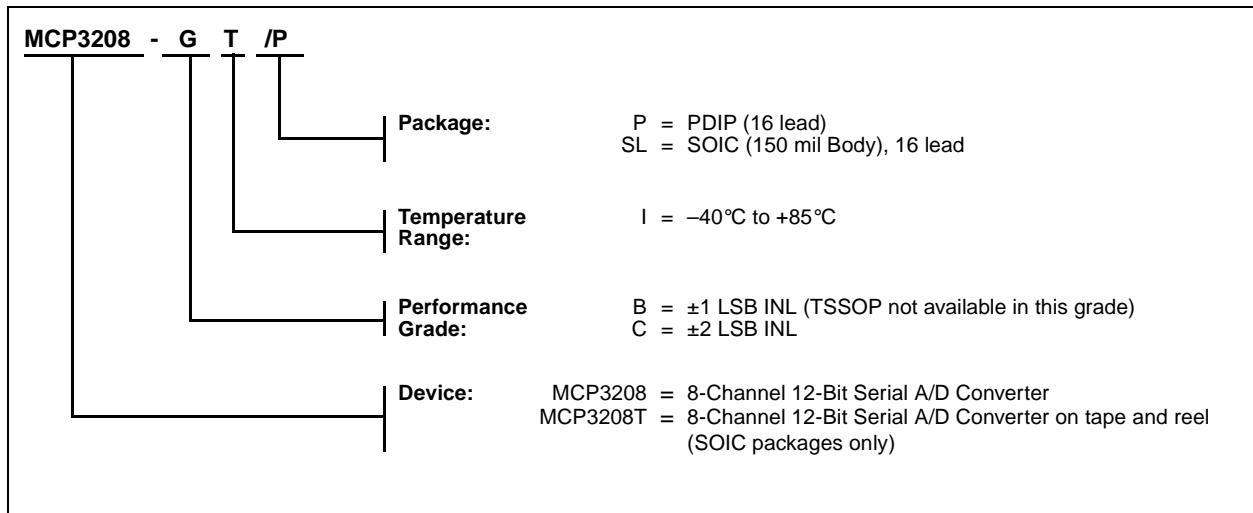 MCP3208 - G T /P
Package: P = PDIP (16 lead)
SL = SOIC (150 mil Body), 16 lead
Temperature I = –40°C to +85°C
Range:
Performance B = ±1 LSB INL (TSSOP not available in this grade)
Grade: C = ±2 LSB INL
Device: MCP3208 = 8-Channel 12-Bit Serial A/D Converter
MCP3208T = 8-Channel 12-Bit Serial A/D Converter on tape and reel
(SOIC packages only)